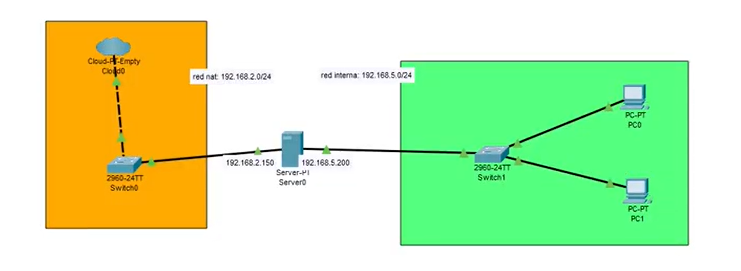 Cloud-PT-Empty
Cloud0
red nat: 192.168.2.0/24
red interna: 192.168.5.0/24
PC-PT
PC0
192.168.2.150
192.168.5.200
2960-24TT
Switch0
Server-PT
Server0
2960-24TT
Switch1
PC-PT
PC1